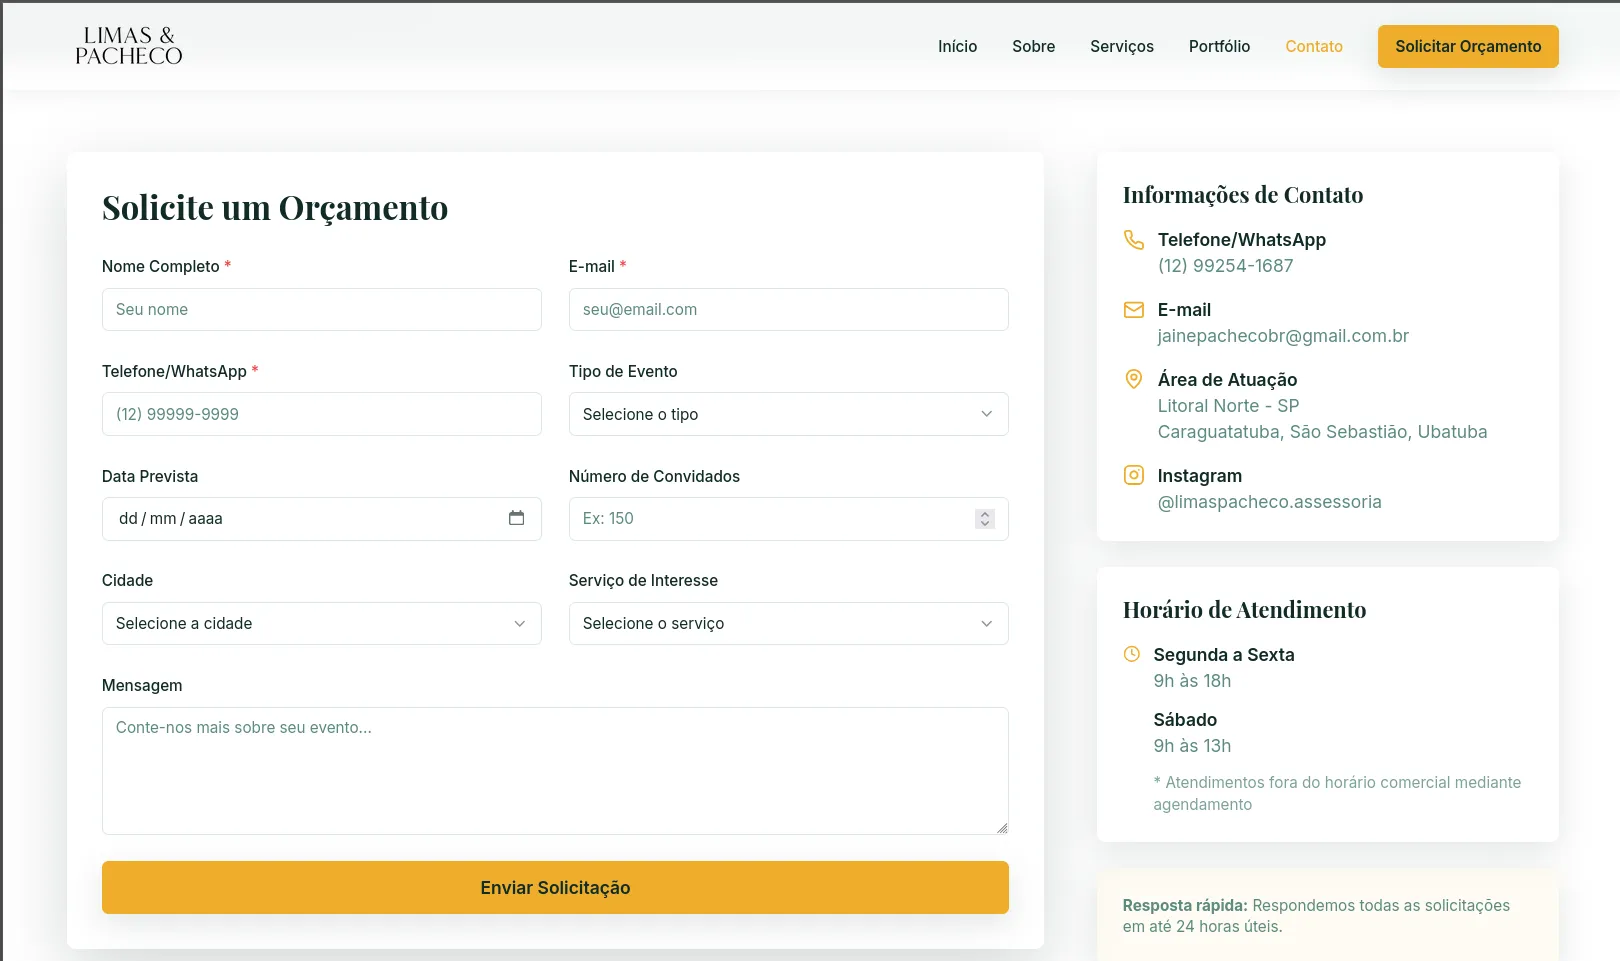 LIMAS &
PACHECO
Início
Sobre
Serviços
Portfólio
Contato
Solicitar Orçamento
Solicite um Orçamento
Nome Completo *
Seu nome
E-mail *
seu@email.com
Telefone/WhatsApp *
(12) 99999-9999
Tipo de Evento
Selecione o tipo
Data Prevista
dd/mm/aaaa
Número de Convidados
Ex: 150
Cidade
Selecione a cidade
Serviço de Interesse
Selecione o serviço
Mensagem
Conte-nos mais sobre seu evento...
Enviar Solicitação
Informações de Contato
Telefone/WhatsApp
(12) 99254-1687
E-mail
jainepachecobr@gmail.com.br
Área de Atuação
Litoral Norte - SP
Caraguatatuba, São Sebastião, Ubatuba
Instagram
@limaspacheco.assessoria
Horário de Atendimento
Segunda a Sexta
9h às 18h
Sábado
9h às 13h
* Atendimentos fora do horário comercial mediante
agendamento
Resposta rápida: Respondemos todas as solicitações
em até 24 horas úteis.